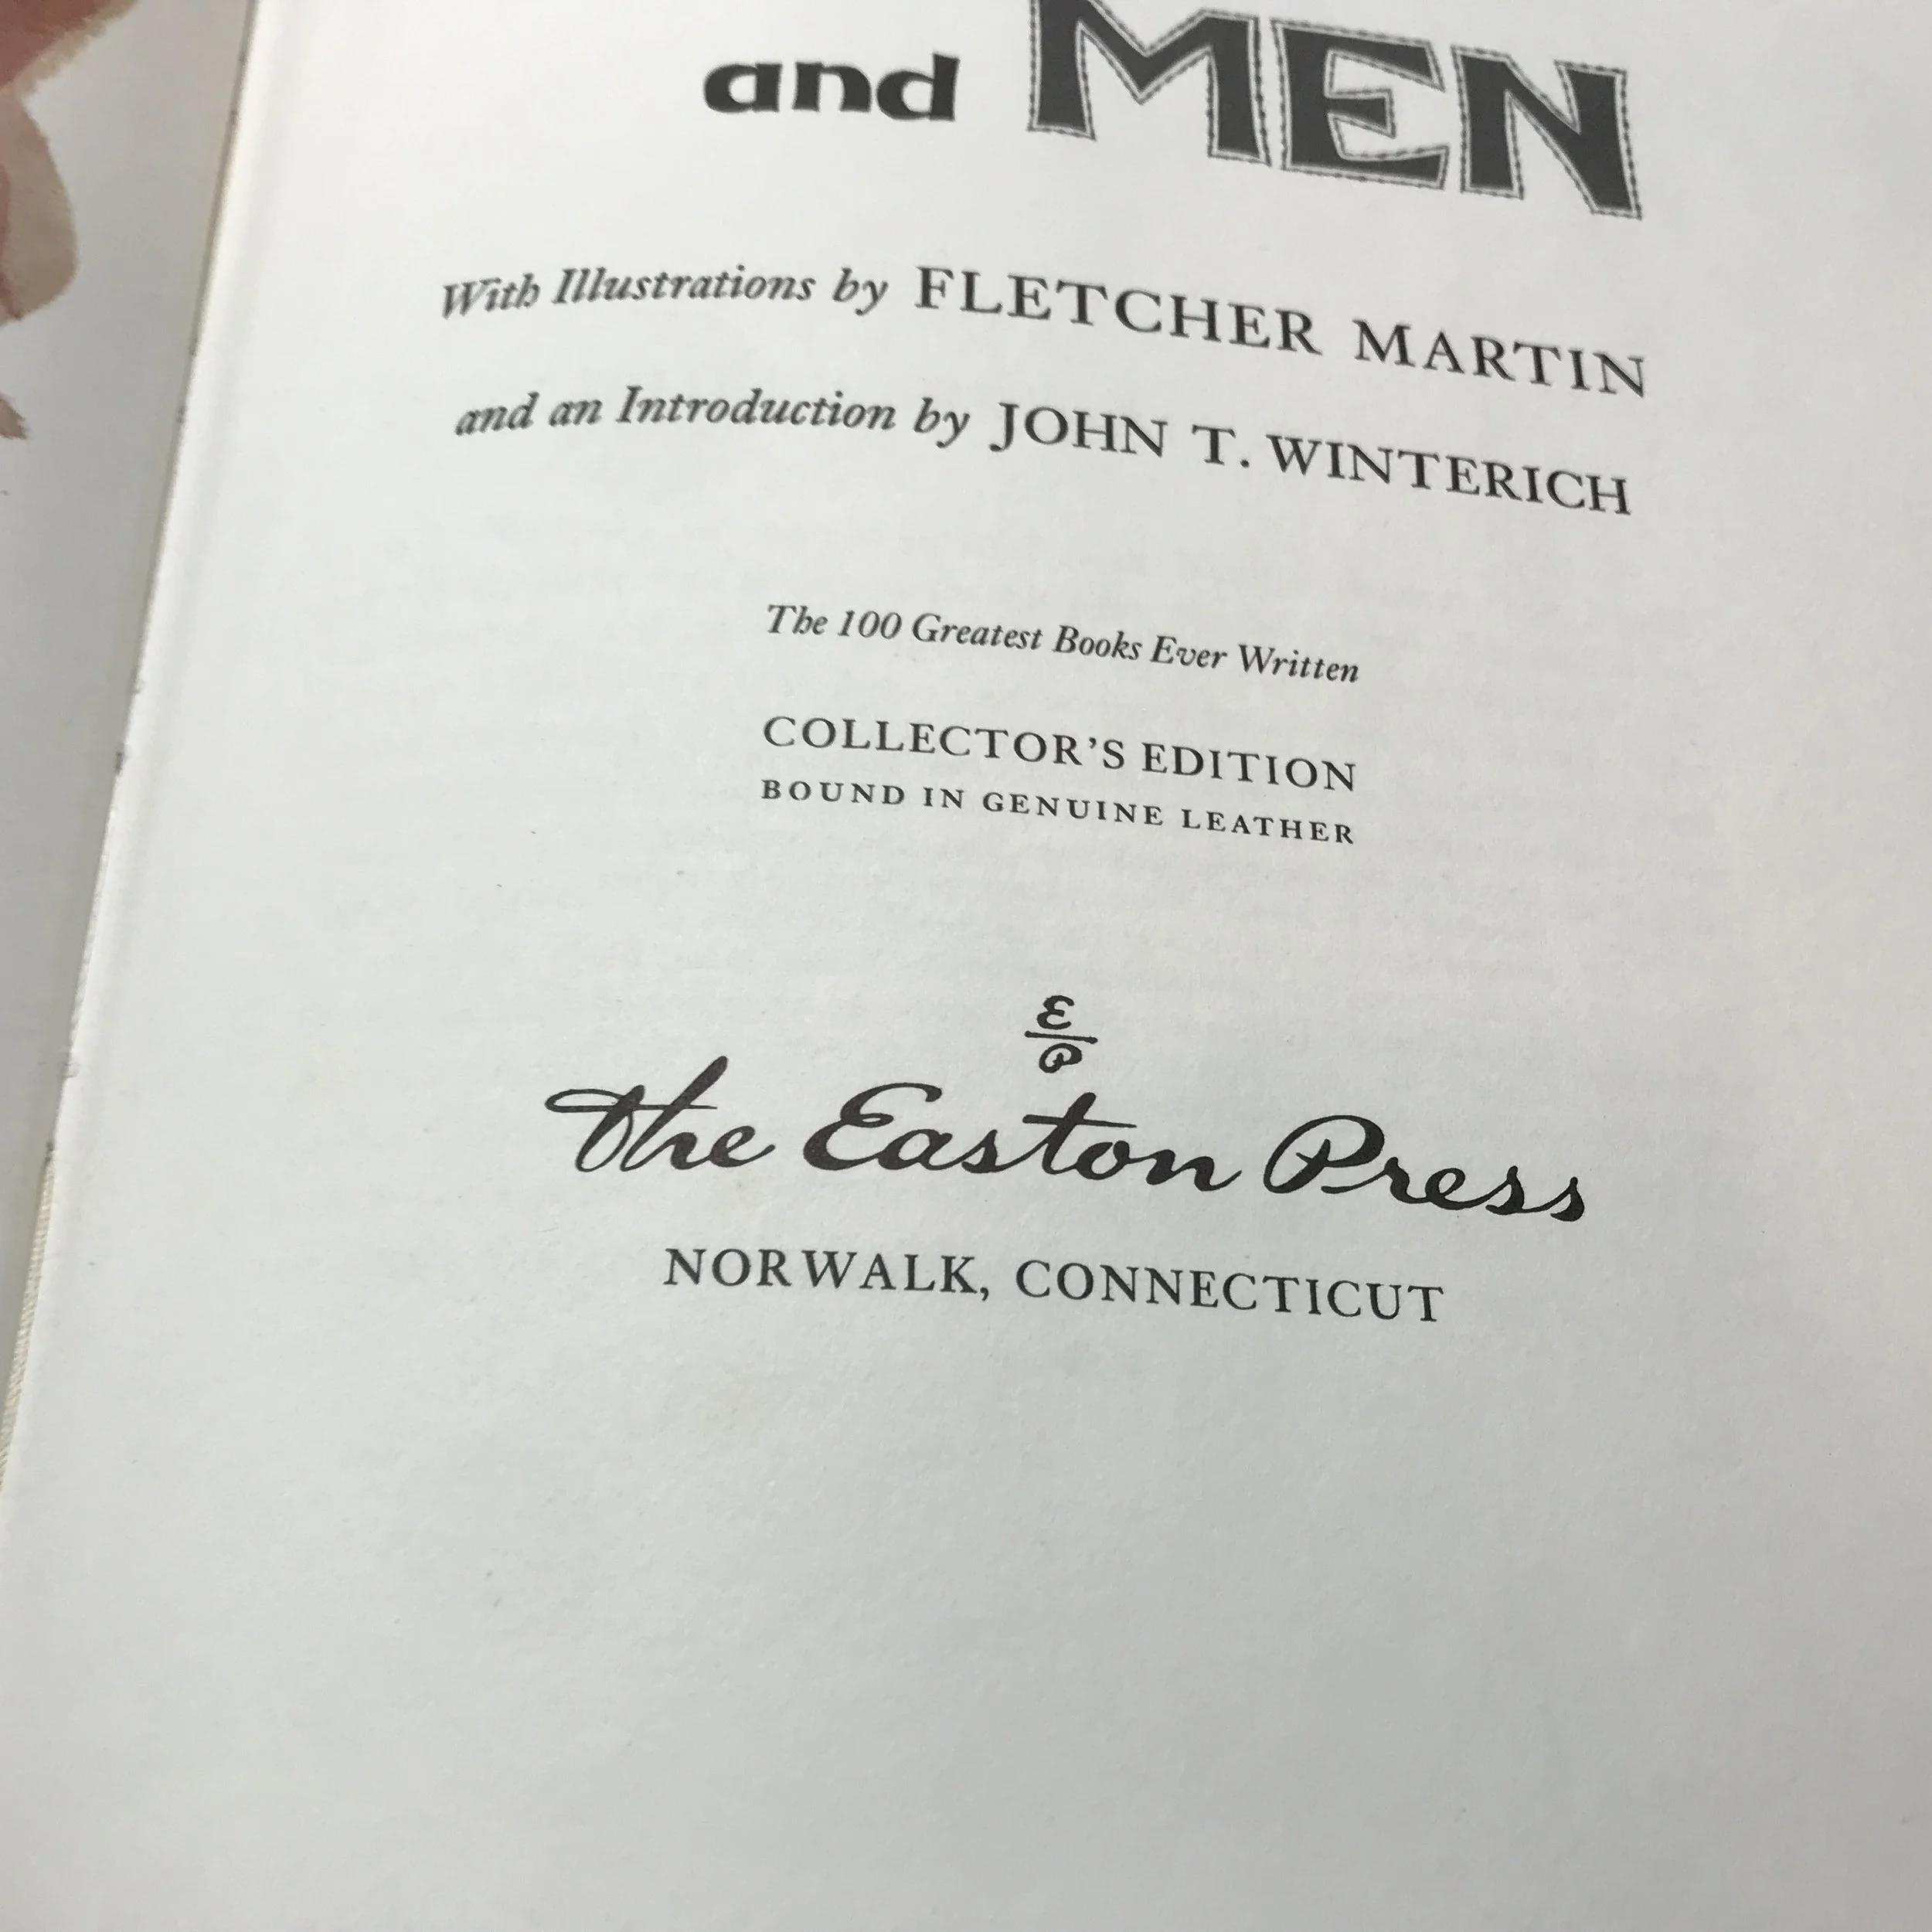 and MEN
With Illustrations by FLETCHER MARTIN
and an Introduction by JOHN T. WINTERICH
The 100 Greatest Books Ever Written
COLLECTOR'S EDITION
BOUND IN GENUINE LEATHER
E
P
The Easton Press
NORWALK, CONNECTICUT